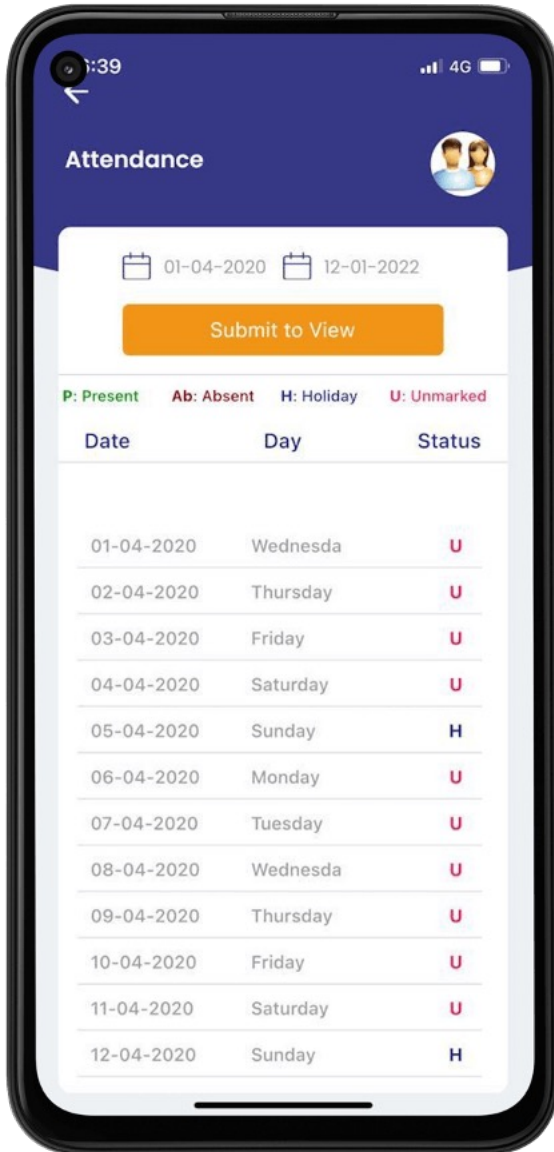 :39 4G
Attendance
01-04-2020 12-01-2022
Submit to View
P: Present Ab: Absent H: Holiday U: Unmarked
Date Day Status
01-04-2020 Wednesda U
02-04-2020 Thursday U
03-04-2020 Friday U
04-04-2020 Saturday U
05-04-2020 Sunday H
06-04-2020 Monday U
07-04-2020 Tuesday U
08-04-2020 Wednesda U
09-04-2020 Thursday U
10-04-2020 Friday U
11-04-2020 Saturday U
12-04-2020 Sunday H